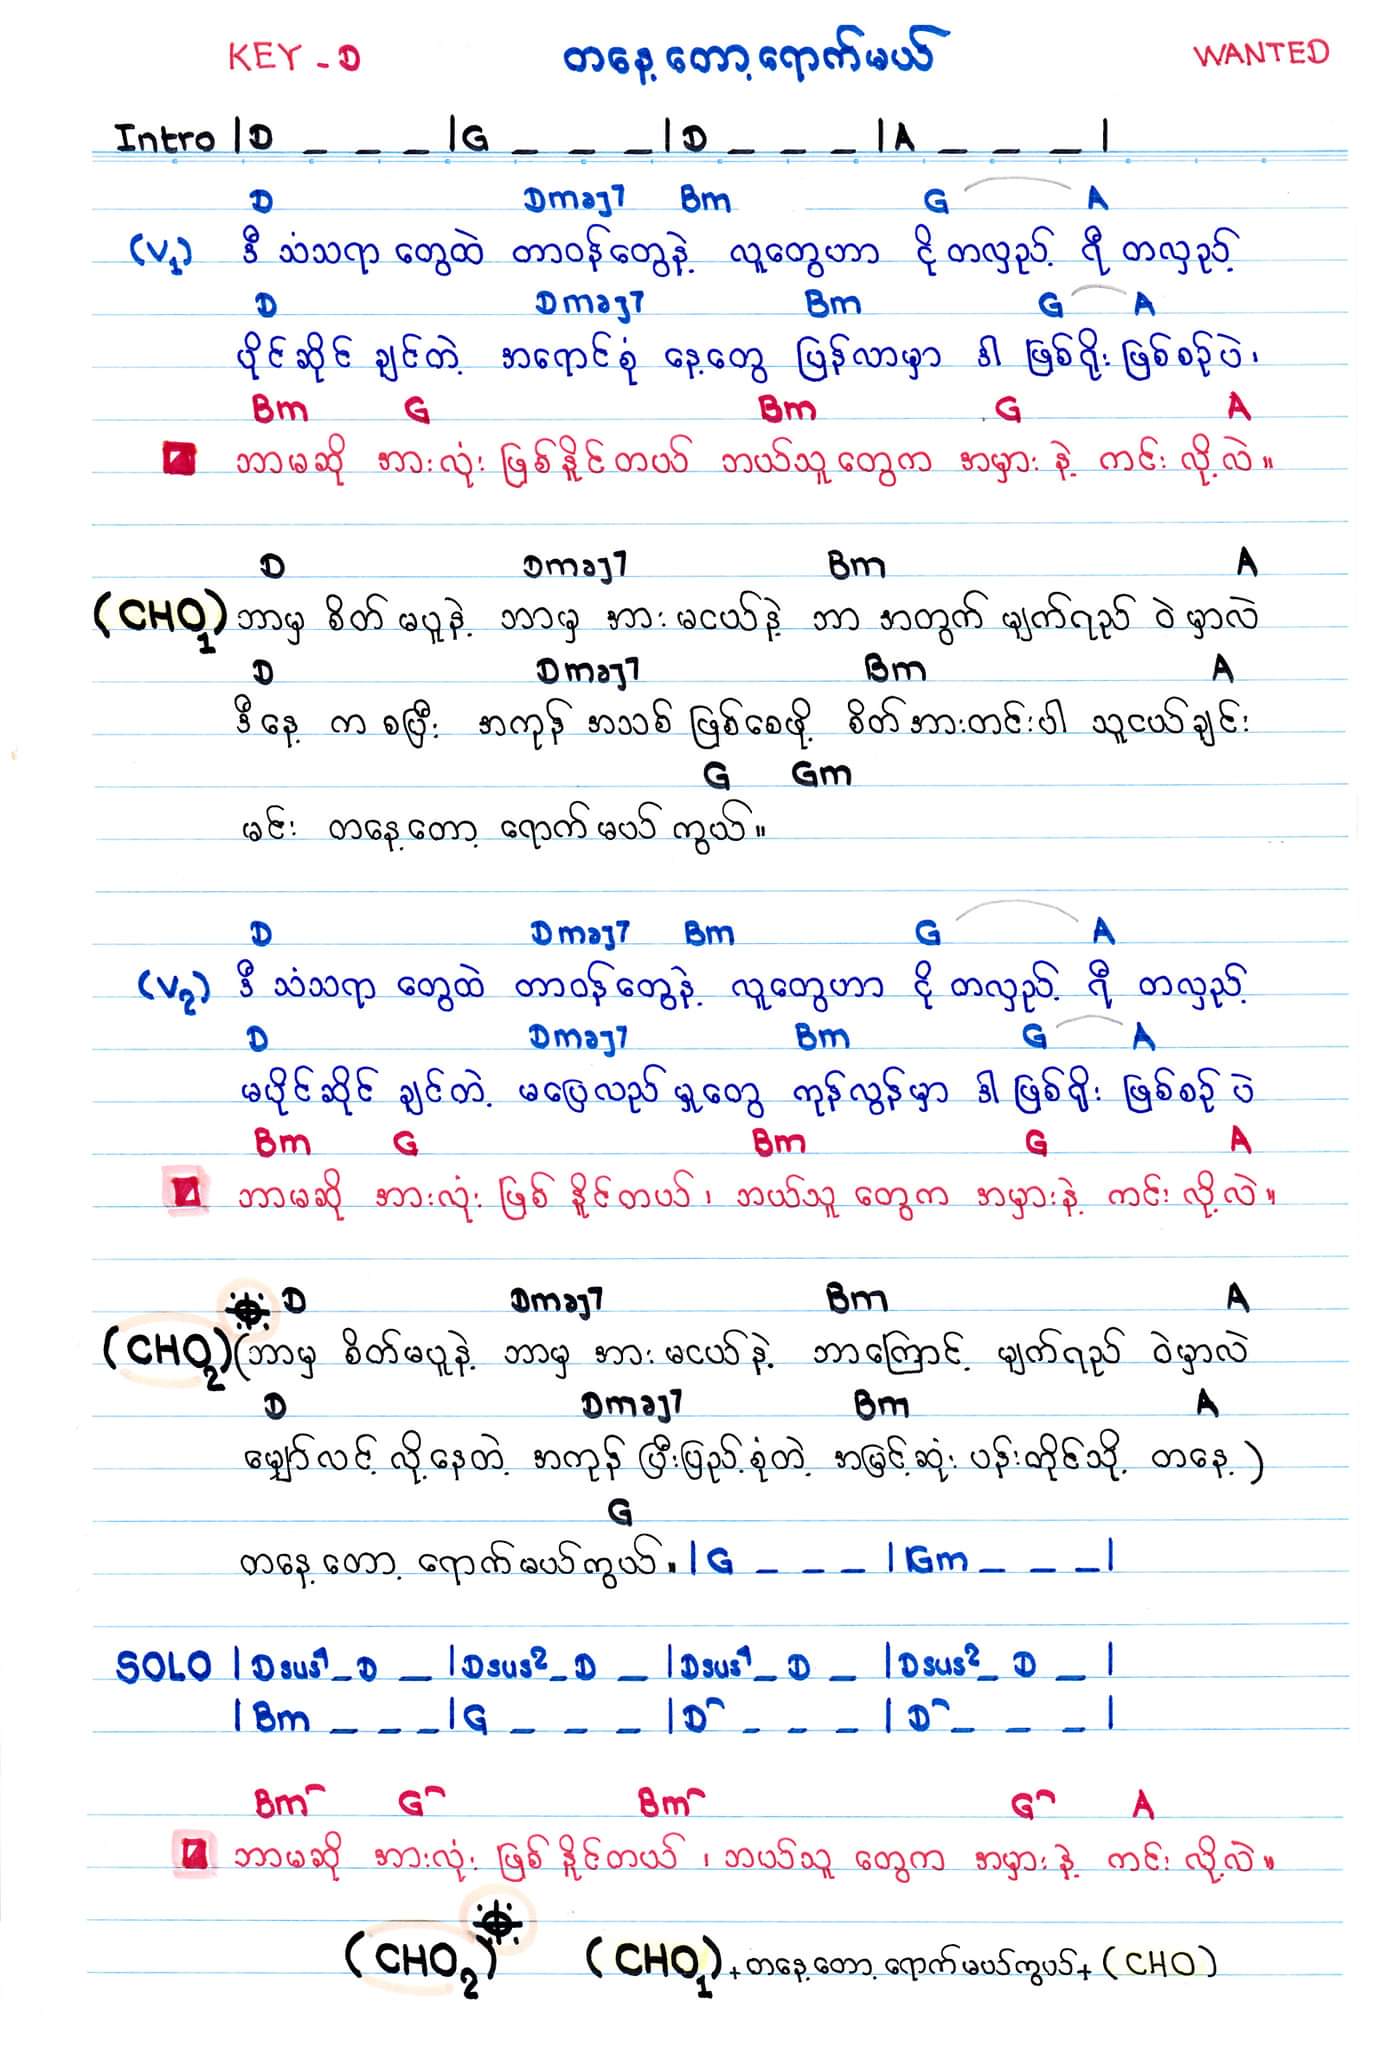 KEY - D တနေ့တော့ရောက်မယ် WANTED
Intro |D _ _ _ |G _ _ _ |D _ _ _ |A _ _ _ |
D Dmaj7 Bm G A
(V1) ဒီ သံသရာ တွေထဲ တာဝန်တွေနဲ့ လူတွေဟာ ငို တလှည့် ရီ တလှည့်
D Dmaj7 Bm G A
ပိုင်ဆိုင် ချင်တဲ့ အရောင်စုံ နေ့တွေ ပြန်လာမှာ ဒါ ဖြစ်ရိုး ဖြစ်စဉ်ပဲ၊
Bm G Bm G A
ဘာမဆို အားလုံး ဖြစ်နိုင်တယ် ဘယ်သူတွေက အမှား နဲ့ ကင်း လို့လဲ။
D Dmaj7 Bm A
(CHO1) ဘာမှ စိတ် မပူနဲ့ ဘာမှ အား မငယ်နဲ့ ဘာ အတွက် မျက်ရည် ဝဲ မှာလဲ
D Dmaj7 Bm A
ဒီနေ့ က စပြီး အကုန် အသစ် ဖြစ်စေဖို့ စိတ်အားတင်းပါ သူငယ်ချင်း
G Gm
မင်း တနေ့တော့ ရောက်မယ် ကွယ်။
D Dmaj7 Bm G A
(V2) ဒီ သံသရာ တွေထဲ တာဝန်တွေနဲ့ လူတွေဟာ ငို တလှည့် ရီ တလှည့်
D Dmaj7 Bm G A
မပိုင်ဆိုင် ချင်တဲ့ မပြေလည် မှုတွေ ကုန်လွန်မှာ ဒါ ဖြစ်ရိုး ဖြစ်စဉ် ပဲ
Bm G Bm G A
ဘာမဆို အားလုံး ဖြစ် နိုင်တယ်၊ ဘယ်သူ တွေက အမှားနဲ့ ကင်း လို့လဲ။
D Dmaj7 Bm A
(CHO2) (ဘာမှ စိတ်မပူနဲ့ ဘာမှ အား မငယ်နဲ့ ဘာကြောင့် မျက်ရည် ဝဲမှာလဲ
D Dmaj7 Bm A
မျှော်လင့် လို့နေတဲ့ အကုန် ပြီးပြည့်စုံတဲ့ အမြင့်ဆုံး ပန်းတိုင်သို့ တနေ့)
G
တနေ့တော့ ရောက်မယ်ကွယ်။ |G _ _ _ |Gm _ _ _ |
SOLO |Dsus4 _ D _ |Dsus2 _ D _ |Dsus4 _ D _ |Dsus2 _ D _ |
|Bm _ _ _ |G _ _ _ |D^ _ _ _ |D^ _ _ _ |
Bm^ G^ Bm^ G^ A
ဘာမဆို အားလုံး ဖြစ် နိုင်တယ်၊ ဘယ်သူ တွေက အမှား နဲ့ ကင်း လို့လဲ။
(CHO2) (CHO1) + တနေ့တော့ ရောက်မယ်ကွယ် + (CHO)